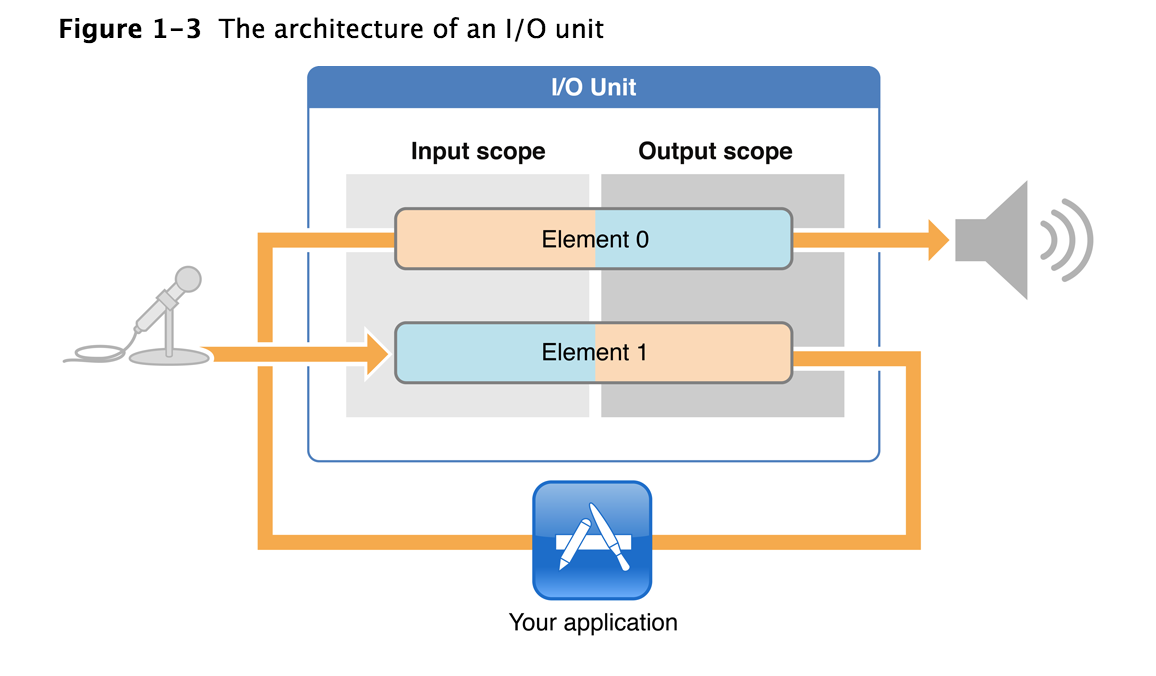 Figure 1-3 The architecture of an I/O unit
I/O Unit
Input scope
Output scope
Element 0
Element 1
Your application